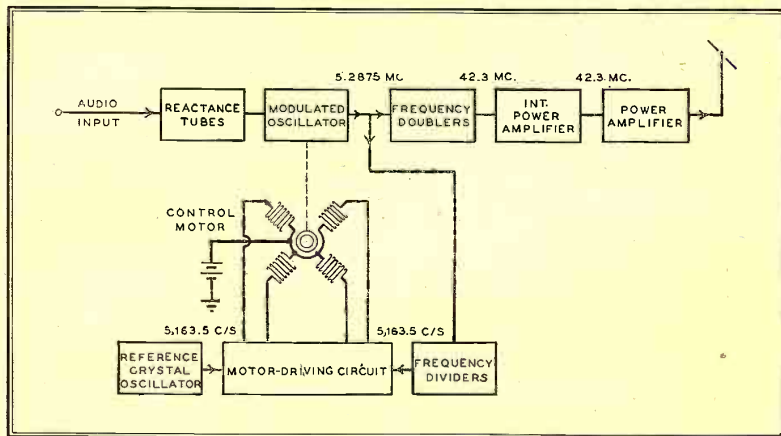 5.2875 MC.
42.3 MC.
42.3 MC.
AUDIO
INPUT
REACTANCE
TUBES
MODULATED
OSCILLATOR
FREQUENCY
DOUBLERS
INT.
POWER
AMPLIFIER
POWER
AMPLIFIER
CONTROL
MOTOR
5,163.5 C/S
5,163.5 C/S
REFERENCE
CRYSTAL
OSCILLATOR
MOTOR-DRIVING CIRCUIT
FREQUENCY
DIVIDERS